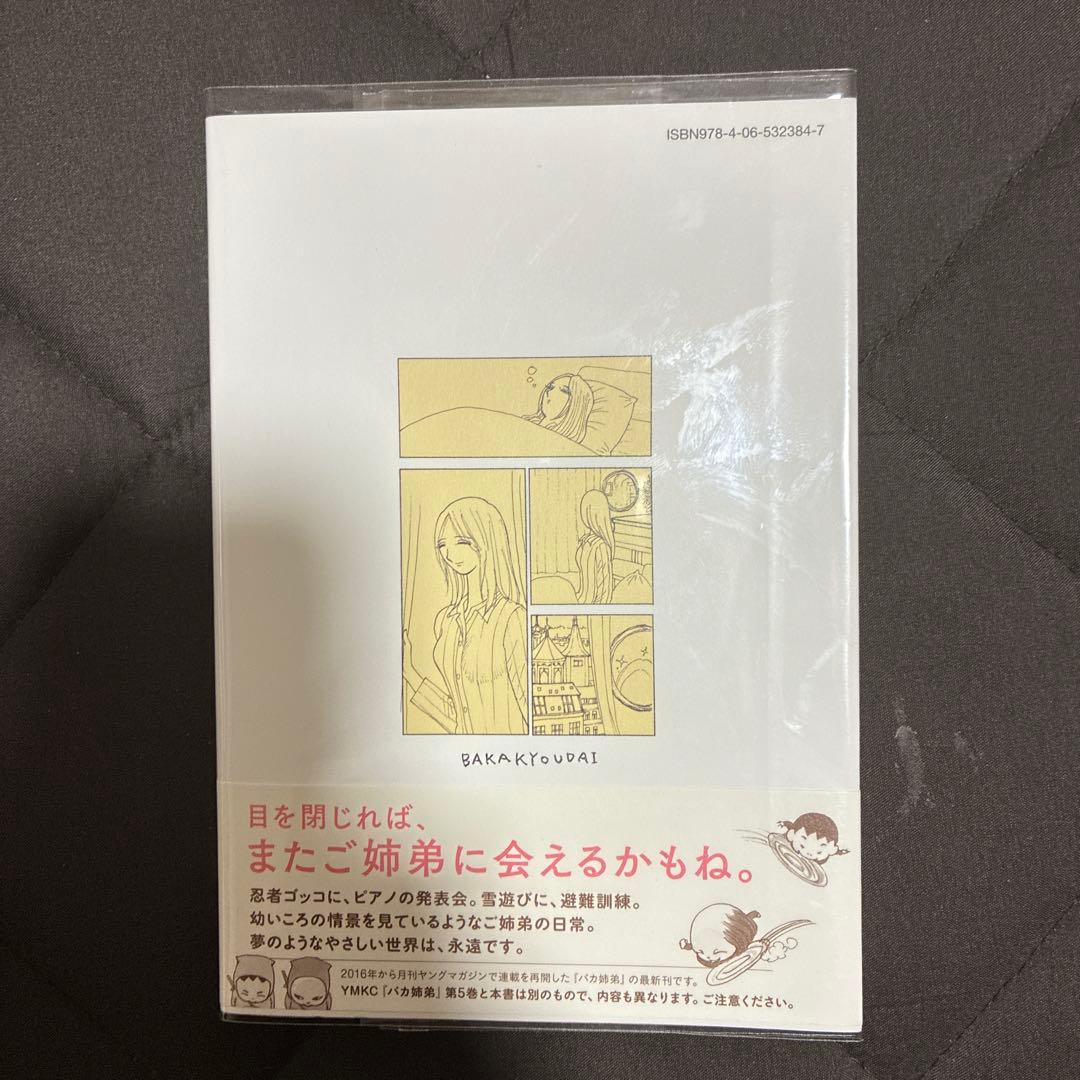 ISBN978-4-06-532384-7
BAKAKYOUDAI
目を閉じれば、
またご姉弟に会えるかもね。
忍者ゴッコに、ピアノの発表会。雪遊びに、避難訓練。
幼いころの情景を見ているようなご姉弟の日常。
夢のようなやさしい世界は、永遠です。
2016年から月刊ヤングマガジンで連載を再開した『バカ姉弟』の最新刊です。
YMKC『バカ姉弟』第5巻と本書は別のもので、内容も異なります。ご注意ください。